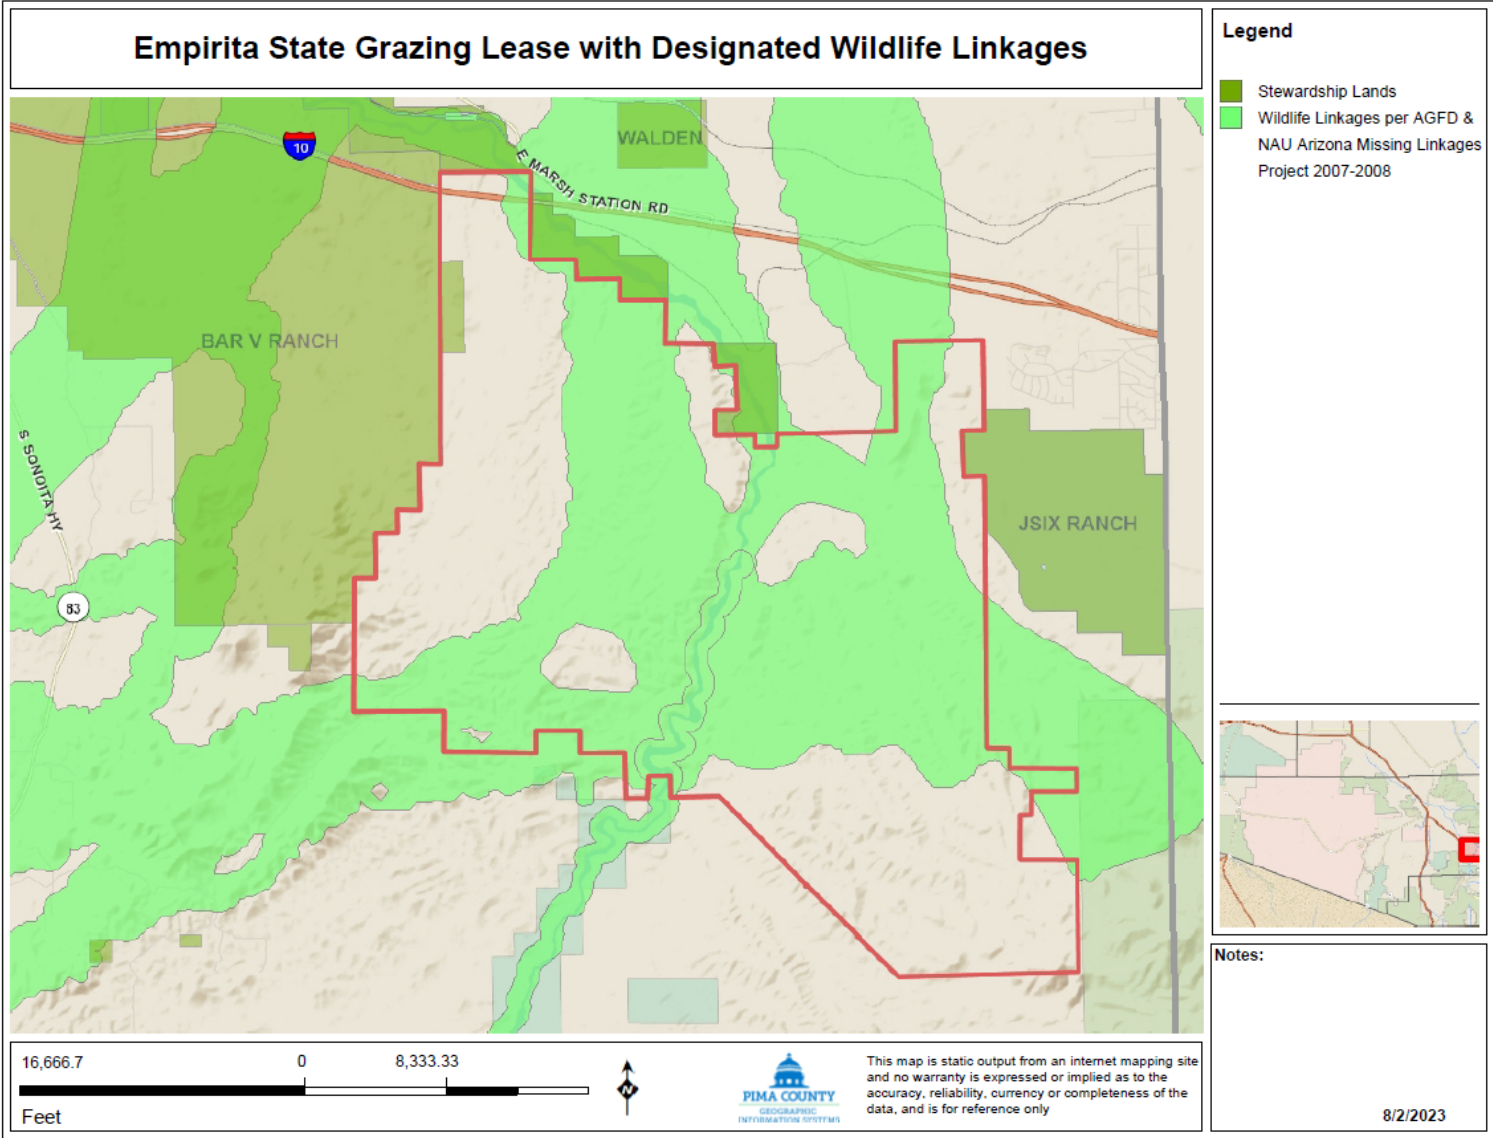 Empirita State Grazing Lease with Designated Wildlife Linkages
Legend
Stewardship Lands
Wildlife Linkages per AGFD &
NAU Arizona Missing Linkages
Project 2007-2008
WALDEN
10
E MARSH STATION RD
BAR V RANCH
S SONOITA HY
JSIX RANCH
83
Notes:
16,666.7
0
8,333.33
Feet
N
PIMA COUNTY
GEOGRAPHIC
INFORMATION SYSTEMS
This map is static output from an internet mapping site
and no warranty is expressed or implied as to the
accuracy, reliability, currency or completeness of the
data, and is for reference only
8/2/2023